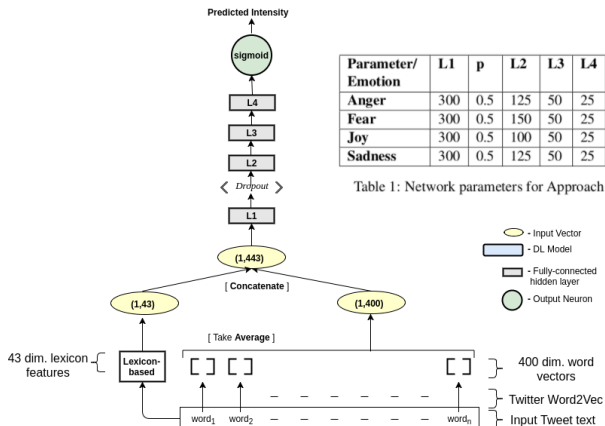 Predicted Intensity
sigmoid
L4
L3
L2
Dropout
L1
(1,443)
[ Concatenate ]
(1,43)
(1,400)
[ Take Average ]
43 dim. lexicon
features
Lexicon-
based
400 dim. word
vectors
Twitter Word2Vec
word1 word2 wordn
Input Tweet text
Parameter/ L1 p L2 L3 L4
Emotion
Anger 300 0.5 125 50 25
Fear 300 0.5 150 50 25
Joy 300 0.5 100 50 25
Sadness 300 0.5 125 50 25
Table 1: Network parameters for Approach
- Input Vector
- DL Model
- Fully-connected
hidden layer
- Output Neuron